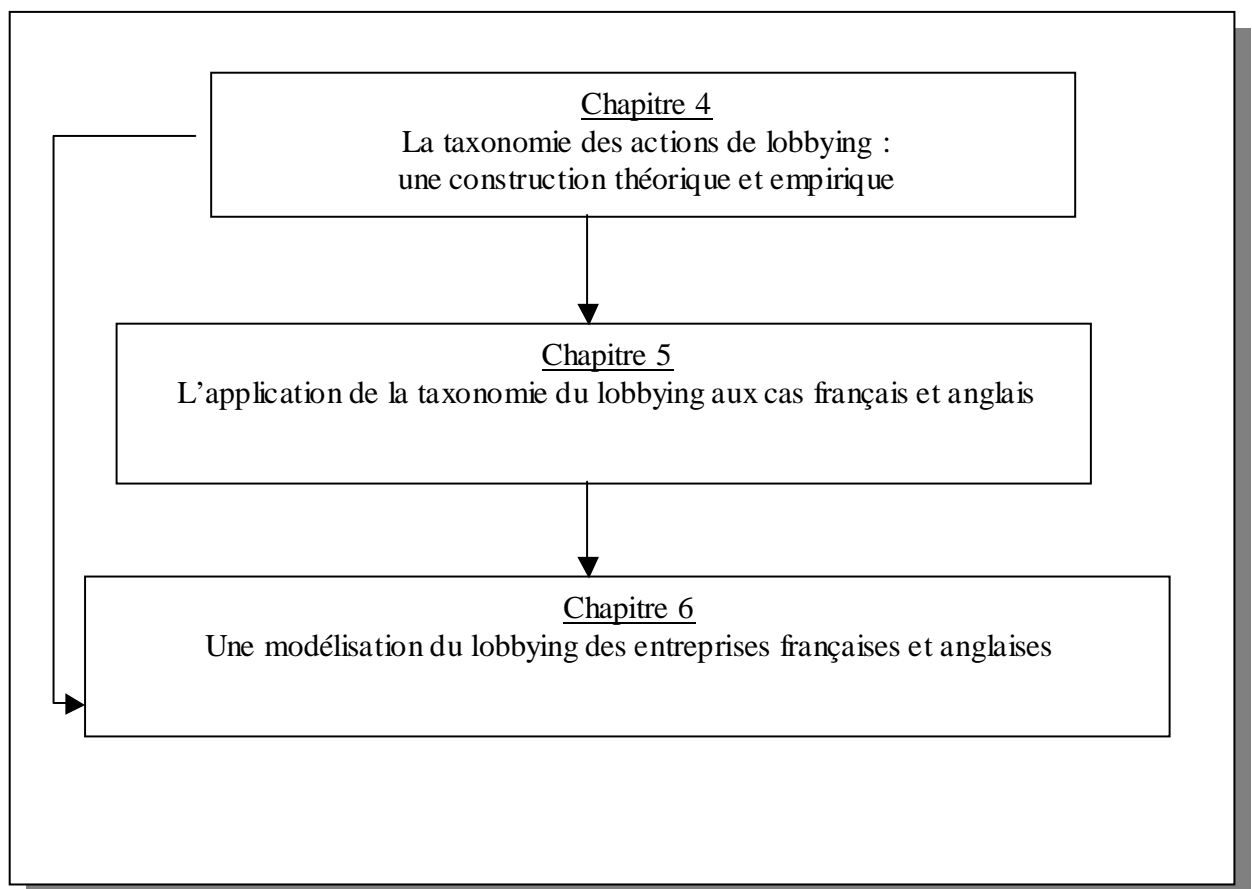 Chapitre 4
La taxonomie des actions de lobbying :
une construction théorique et empirique
Chapitre 5
L’application de la taxonomie du lobbying aux cas français et anglais
Chapitre 6
Une modélisation du lobbying des entreprises françaises et anglaises